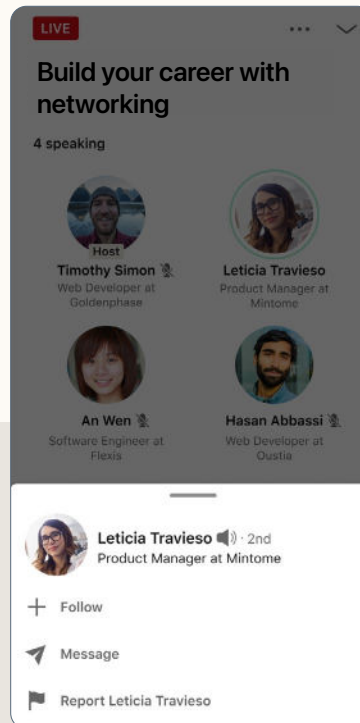 LIVE
Build your career with
networking
4 speaking
Host
Timothy Simon
Web Developer at
Goldenphase
Leticia Travieso
Product Manager at
Mintome
An Wen
Software Engineer at
Flexis
Hasan Abbassi
Web Developer at
Oustia
Leticia Travieso · 2nd
Product Manager at Mintome
Follow
Message
Report Leticia Travieso